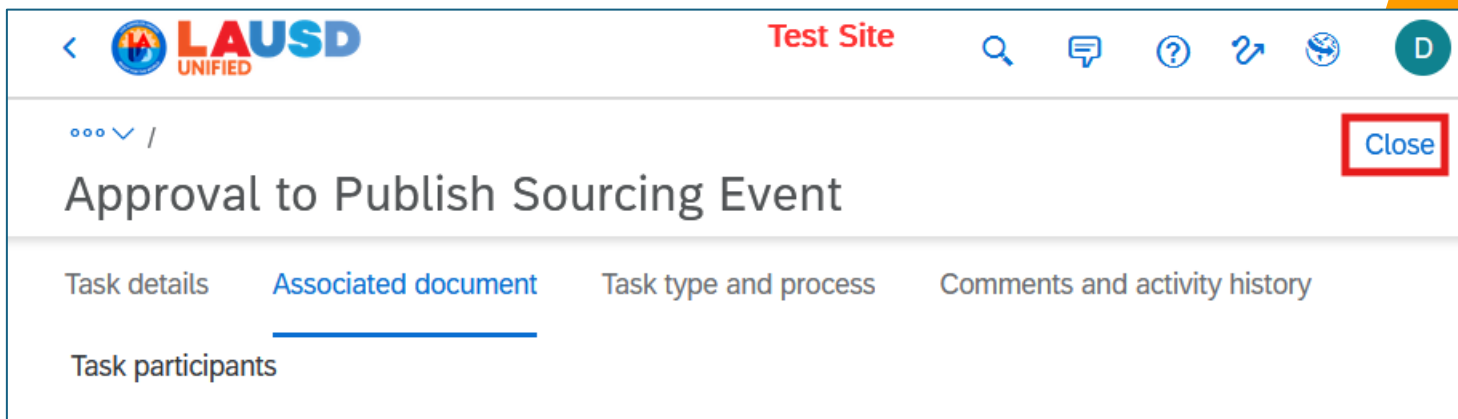 LAUSD
UNIFIED
Test Site
D
Close
Approval to Publish Sourcing Event
Task details Associated document Task type and process Comments and activity history
Task participants